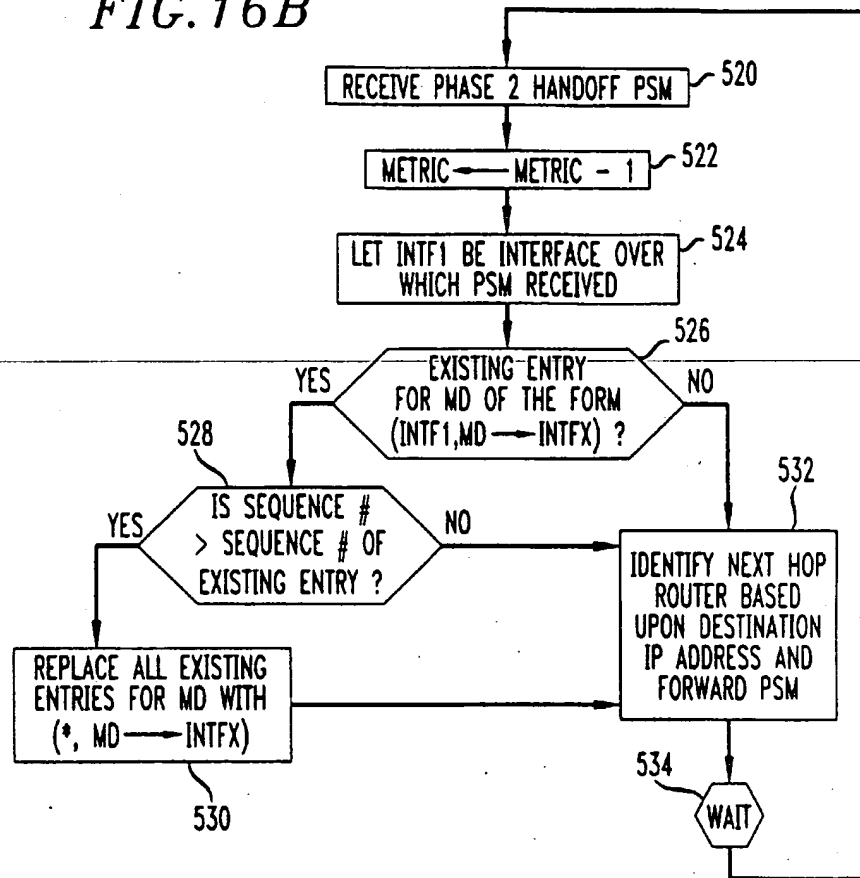 FIG. 16B
RECEIVE PHASE 2 HANDOFF PSM
520
METRIC ← METRIC - 1
522
LET INTF1 BE INTERFACE OVER
WHICH PSM RECEIVED
524
526
EXISTING ENTRY
FOR MD OF THE FORM
(INTF1,MD → INTFX) ?
YES
NO
528
IS SEQUENCE #
> SEQUENCE # OF
EXISTING ENTRY ?
YES
NO
532
IDENTIFY NEXT HOP
ROUTER BASED
UPON DESTINATION
IP ADDRESS AND
FORWARD PSM
REPLACE ALL EXISTING
ENTRIES FOR MD WITH
(*, MD → INTFX)
530
534
WAIT